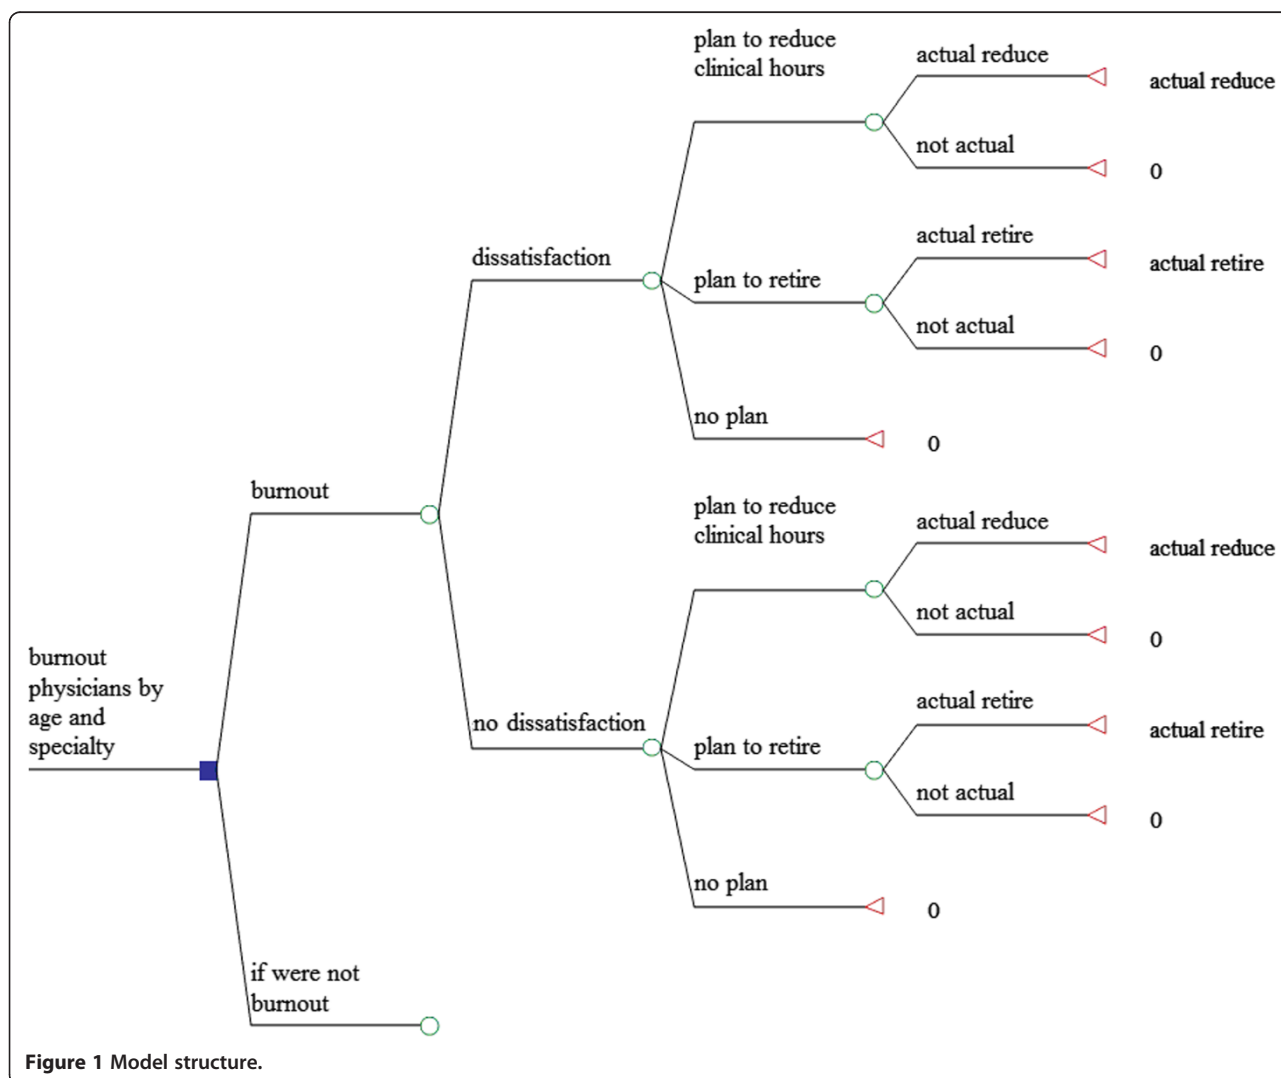 plan to reduce
clinical hours
actual reduce
actual reduce
not actual
0
dissatisfaction
plan to retire
actual retire
actual retire
not actual
0
no plan
0
burnout
plan to reduce
clinical hours
actual reduce
actual reduce
not actual
0
burnout
physicians by
age and
specialty
no dissatisfaction
plan to retire
actual retire
actual retire
not actual
0
no plan
0
if were not
burnout
Figure 1 Model structure.